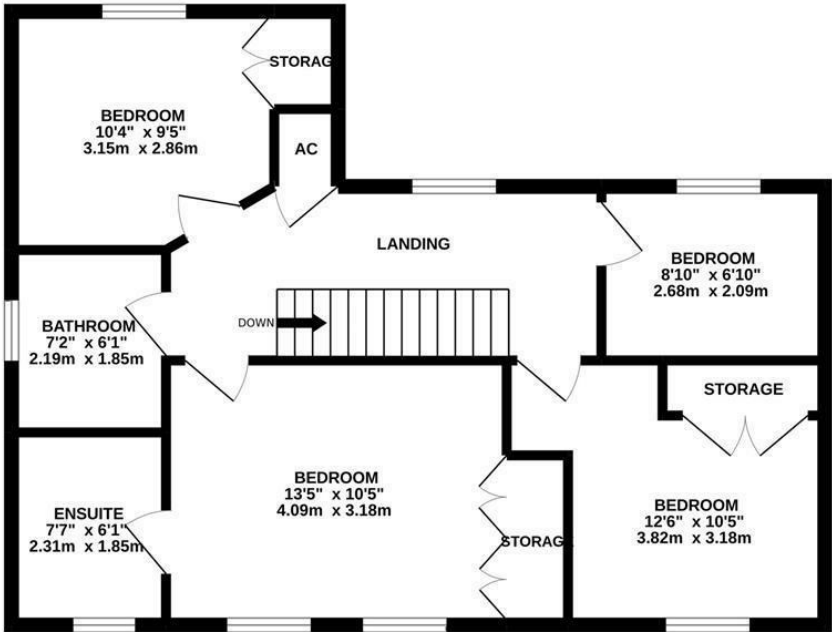 STORAG
BEDROOM
10'4" x 9'5"
3.15m x 2.86m
AC
LANDING
BEDROOM
8'10" x 6'10"
2.68m x 2.09m
DOWN
BATHROOM
7'2" x 6'1"
2.19m x 1.85m
STORAGE
BEDROOM
13'5" x 10'5"
4.09m x 3.18m
ENSUITE
7'7" x 6'1"
2.31m x 1.85m
STORAG
BEDROOM
12'6" x 10'5"
3.82m x 3.18m